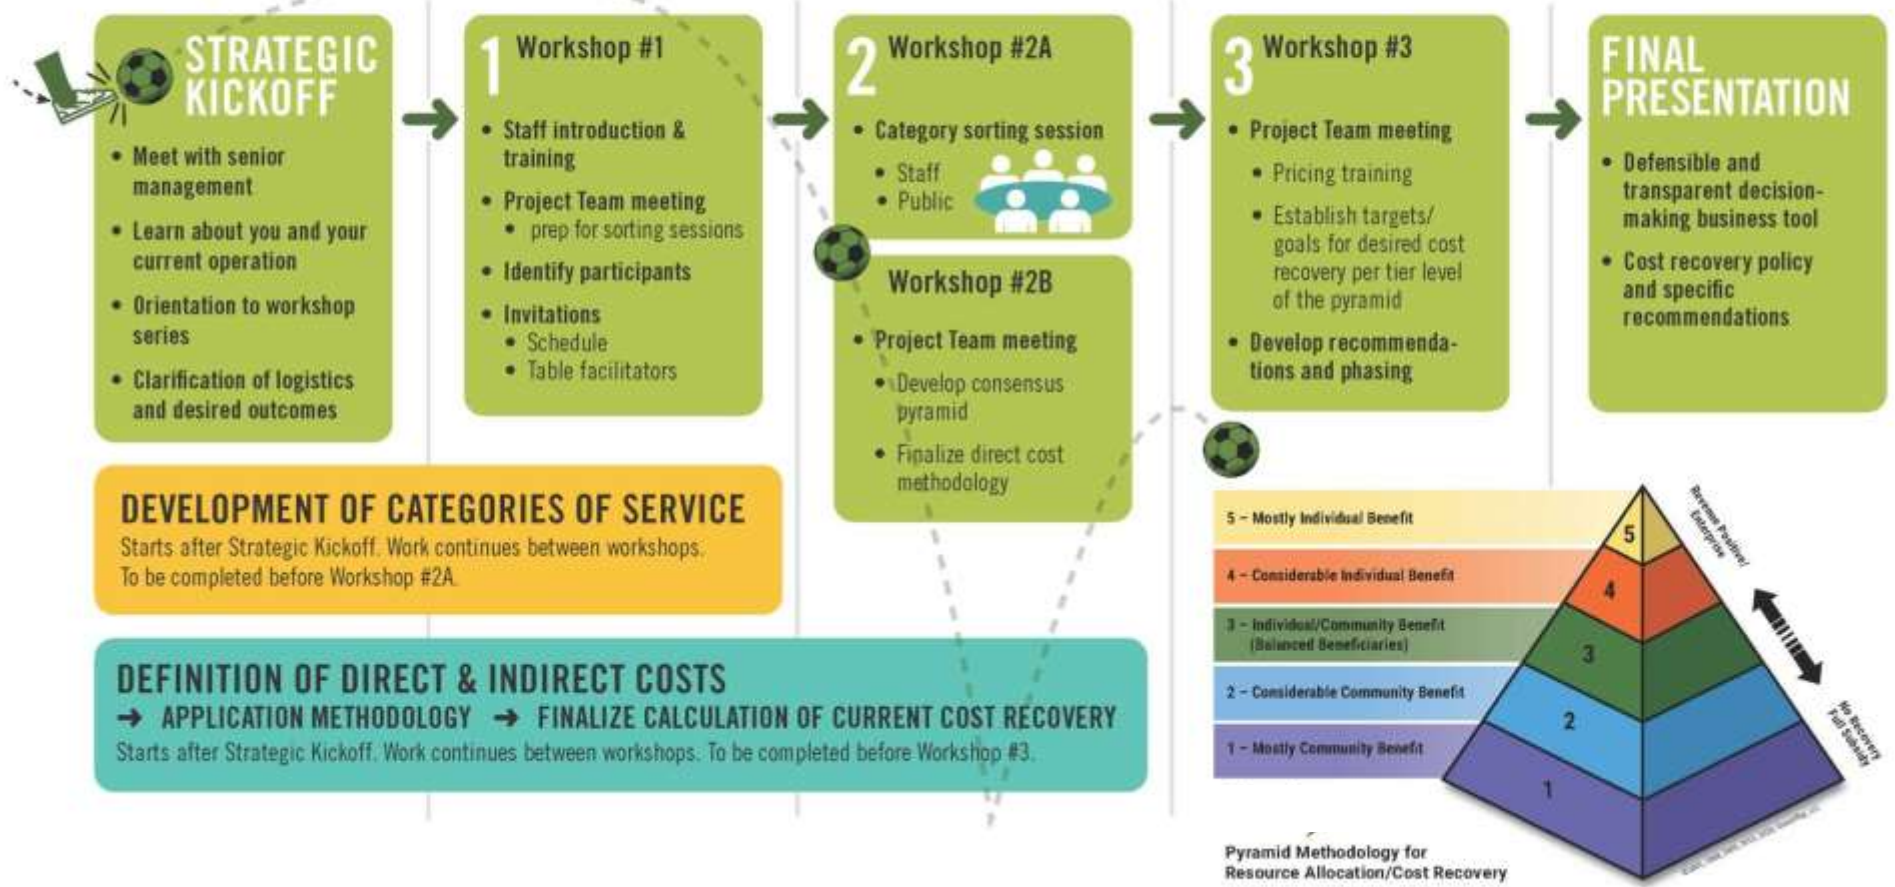 STRATEGIC
KICKOFF
• Meet with senior
management
• Learn about you and your
current operation
• Orientation to workshop
series
• Clarification of logistics
and desired outcomes
1 Workshop #1
• Staff introduction &
training
• Project Team meeting
• prep for sorting sessions
• Identify participants
• Invitations
• Schedule
• Table facilitators
2 Workshop #2A
• Category sorting session
• Staff
• Public
Workshop #2B
• Project Team meeting
• Develop consensus
pyramid
• Finalize direct cost
methodology
3 Workshop #3
• Project Team meeting
• Pricing training
• Establish targets/
goals for desired cost
recovery per tier level
of the pyramid
• Develop recommenda-
tions and phasing
FINAL
PRESENTATION
• Defensible and
transparent decision-
making business tool
• Cost recovery policy
and specific
recommendations
DEVELOPMENT OF CATEGORIES OF SERVICE
Starts after Strategic Kickoff. Work continues between workshops.
To be completed before Workshop #2A.
DEFINITION OF DIRECT & INDIRECT COSTS
→ APPLICATION METHODOLOGY → FINALIZE CALCULATION OF CURRENT COST RECOVERY
Starts after Strategic Kickoff. Work continues between workshops. To be completed before Workshop #3.
5 – Mostly Individual Benefit
4 – Considerable Individual Benefit
3 – Individual/Community Benefit
(Balanced Beneficiaries)
2 – Considerable Community Benefit
1 – Mostly Community Benefit
5
4
3
2
1
Revenue Positive/
Enterprise
No Recovery
Full Subsidy
Pyramid Methodology for
Resource Allocation/Cost Recovery